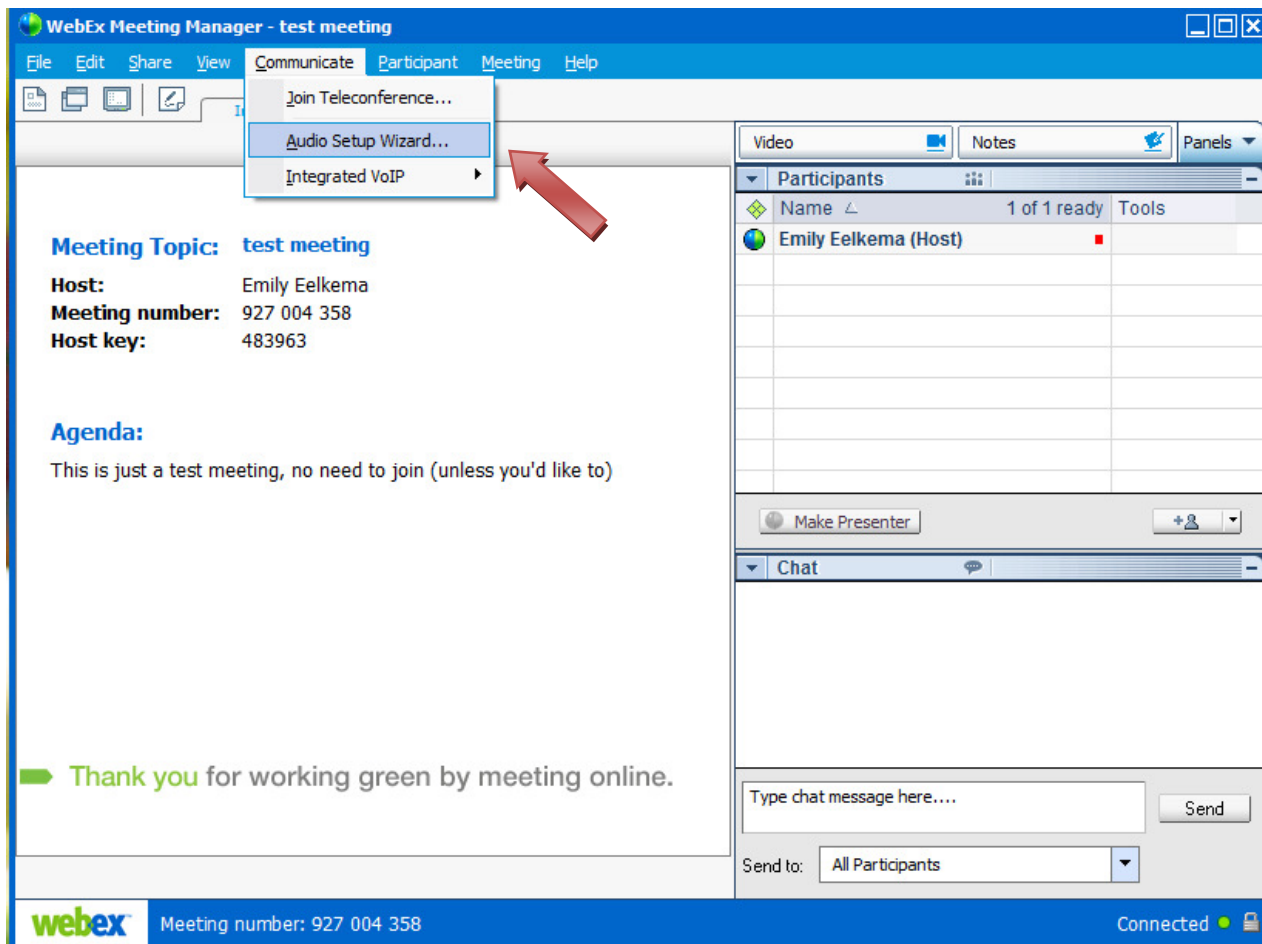 WebEx Meeting Manager - test meeting
File Edit Share View Communicate Participant Meeting Help
Join Teleconference...
Audio Setup Wizard...
Integrated VoIP
Video Notes Panels
Participants
Name 1 of 1 ready Tools
Emily Eelkema (Host)
Meeting Topic: test meeting
Host: Emily Eelkema
Meeting number: 927 004 358
Host key: 483963
Agenda:
This is just a test meeting, no need to join (unless you'd like to)
Thank you for working green by meeting online.
Make Presenter
Chat
Type chat message here....
Send
Send to: All Participants
webex Meeting number: 927 004 358 Connected